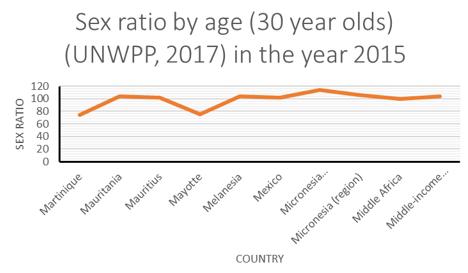 Sex ratio by age (30 year olds)
(UNWPP, 2017) in the year 2015
120
100
80
60
40
20
0
SEX RATIO
Martinique
Mauritania
Mauritius
Mayotte
Melanesia
Mexico
Micronesia...
Micronesia (region)
Middle Africa
Middle-income...
COUNTRY